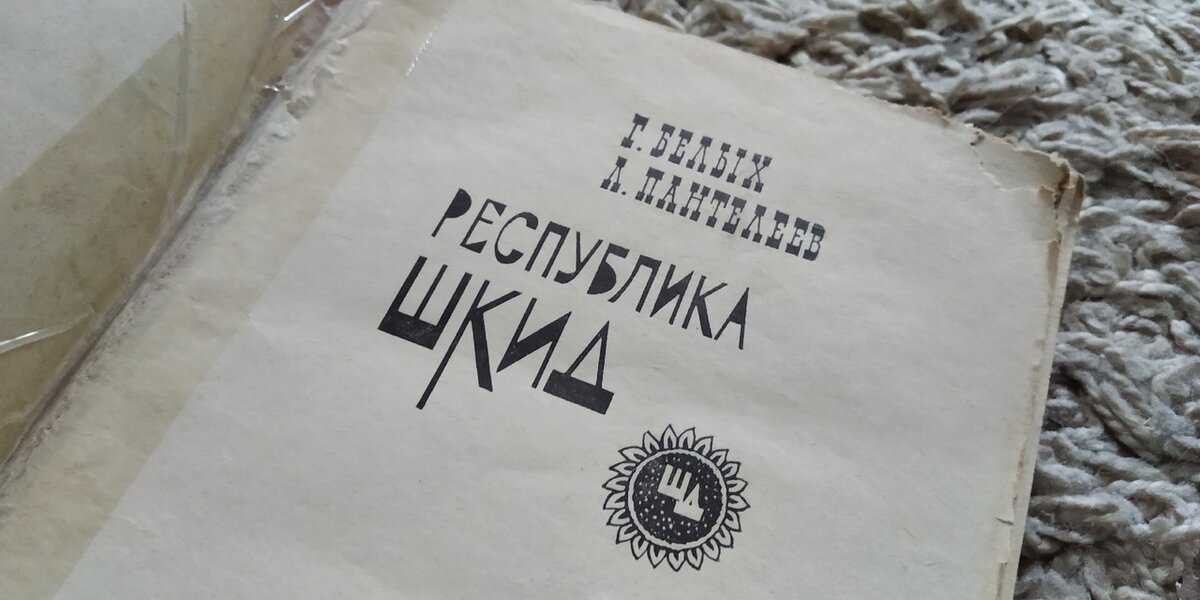 Г. БЕЛЫХ
Л. ПАНТЕЛЕЕВ
РЕСПУБЛИКА
ШКИД
ШД